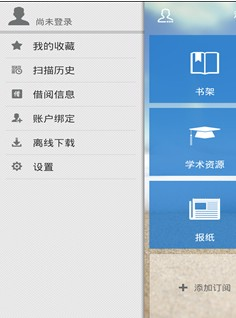 尚未登录
我的收藏
扫描历史
借阅信息
账户绑定
离线下载
设置
书架
学术资源
报纸
添加订阅